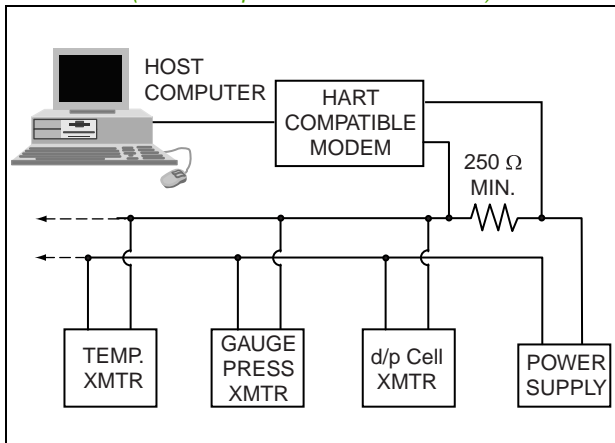 HOST
COMPUTER
HART
COMPATIBLE
MODEM
250 Ω
MIN.
TEMP.
XMTR
GAUGE
PRESS
XMTR
d/p Cell
XMTR
POWER
SUPPLY